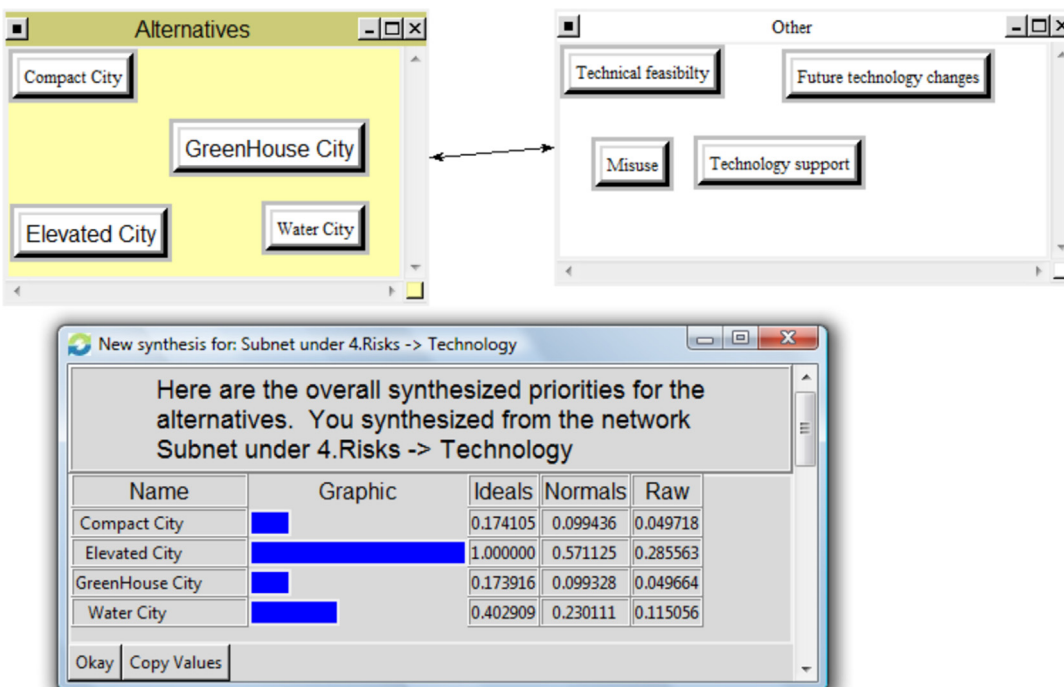 Alternatives
Compact City
GreenHouse City
Elevated City
Water City
Other
Technical feasibilty
Future technology changes
Misuse
Technology support
New synthesis for: Subnet under 4.Risks -> Technology
Here are the overall synthesized priorities for the
alternatives. You synthesized from the network
Subnet under 4.Risks -> Technology
Name Graphic Ideals Normals Raw
Compact City 0.174105 0.099436 0.049718
Elevated City 1.000000 0.571125 0.285563
GreenHouse City 0.173916 0.099328 0.049664
Water City 0.402909 0.230111 0.115056
Okay Copy Values